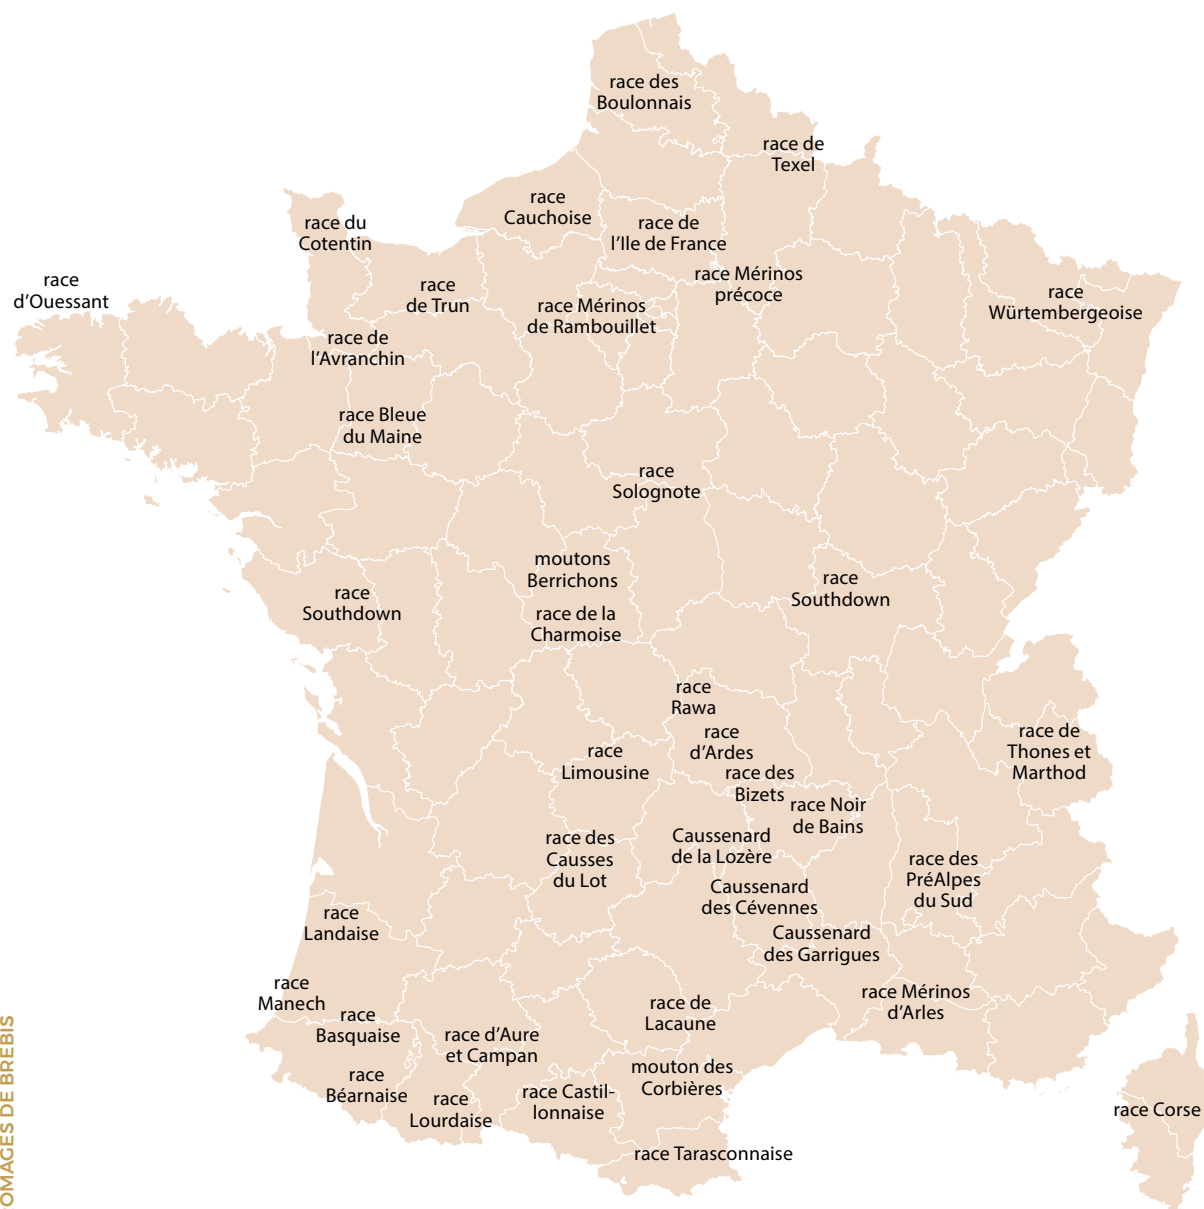 race des
Boulonnais
race de
Texel
race
Cauchoise
race du
Cotentin
race de
l'Ile de France
race
d'Ouessant
race
de Trun
race Mérinos
précoce
race Mérinos
de Rambouillet
race
Würtembergeoise
race de
l'Avranchin
race Bleue
du Maine
race
Solognote
moutons
Berrichons
race
Southdown
race
Southdown
race de la
Charmoise
race
Rawa
race
d'Ardes
race de
Thones et
Marthod
race
Limousine
race des
Bizets
race Noir
de Bains
race des
Causses
du Lot
Caussenard
de la Lozère
race des
PréAlpes
du Sud
Caussenard
des Cévennes
race
Landaise
Caussenard
des Garrigues
race
Manech
race Mérinos
d'Arles
race de
Lacaune
race
Basquaise
race d'Aure
et Campan
mouton des
Corbières
race
Béarnaise
race
Lourdaise
race Castil-
lonnaise
race Corse
race Tarasconnaise
OMAGES DE BREBIS